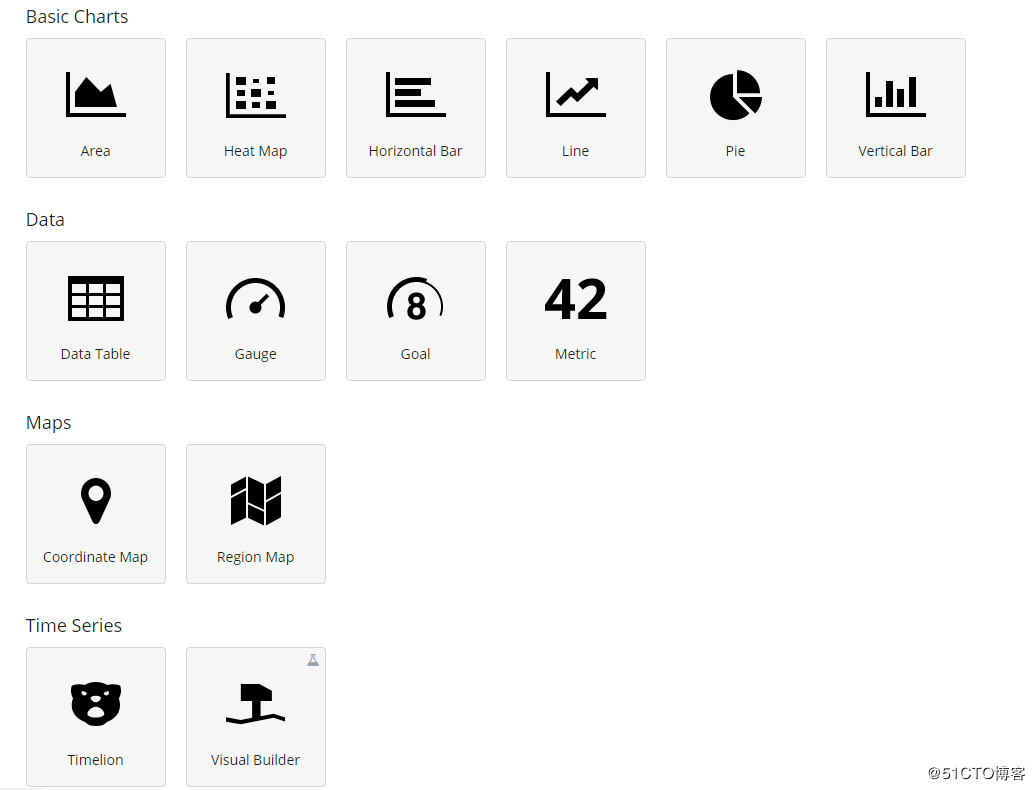 Basic Charts
Area
Heat Map
Horizontal Bar
Line
Pie
Vertical Bar
Data
8
42
Data Table
Gauge
Goal
Metric
Maps
Coordinate Map
Region Map
Time Series
Timelion
Visual Builder
@51CTO博客